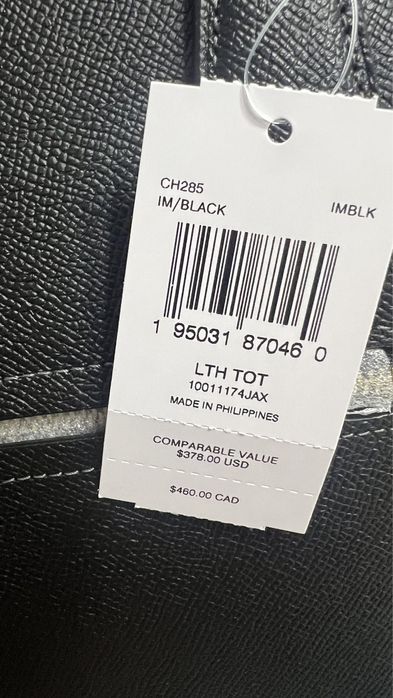 CH285
IM/BLACK IMBLK
1 95031 87046 0
LTH TOT
10011174JAX
MADE IN PHILIPPINES
COMPARABLE VALUE
$378.00 USD
$460.00 CAD